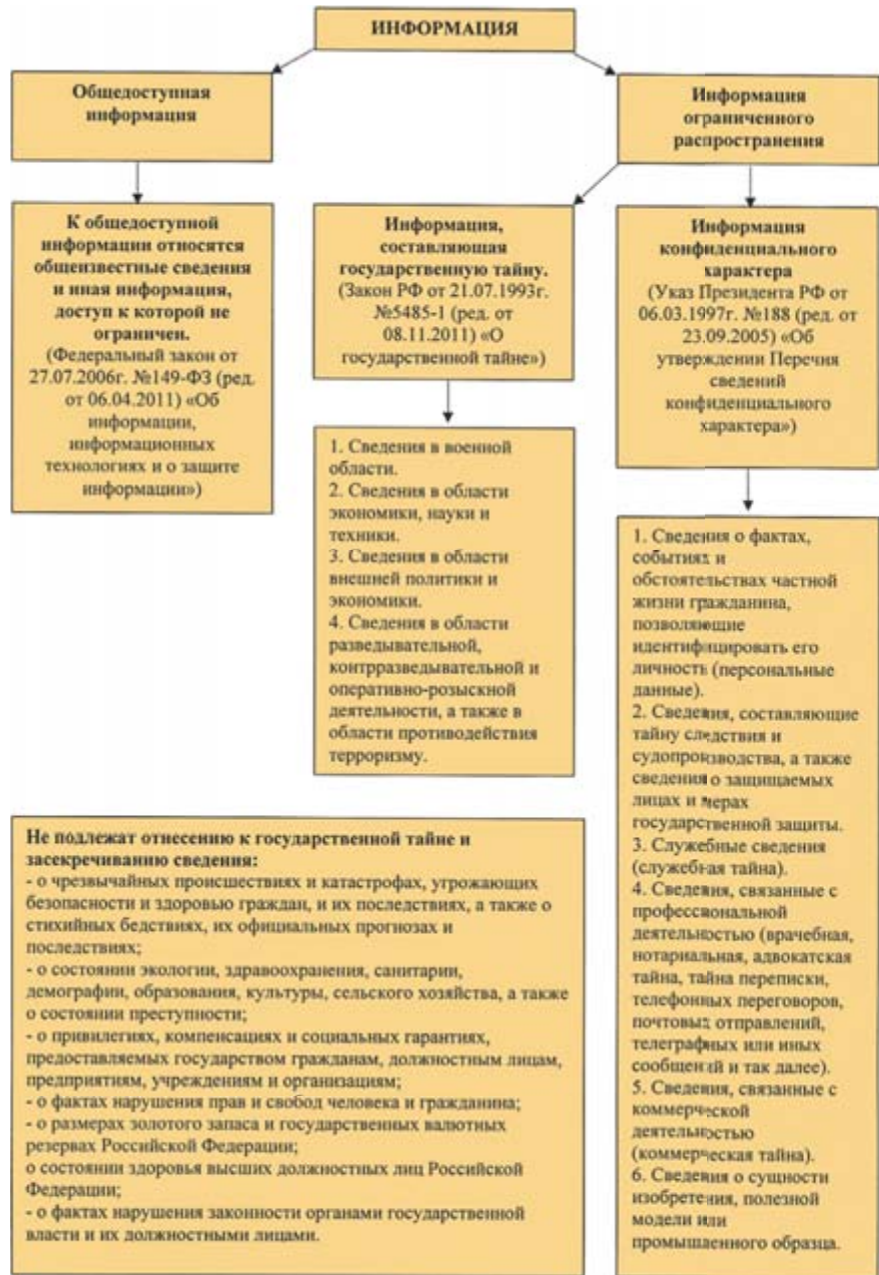 ИНФОРМАЦИЯ
Общедоступная
информация
Информация
ограниченного
распространения
К общедоступной
информации относятся
общеизвестные сведения
и иная информация,
доступ к которой не
ограничен.
(Федеральный закон от
27.07.2006г. №149-ФЗ (ред.
от 06.04.2011) «Об
информации,
информационных
технологиях и о защите
информации»)
Информация,
составляющая
государственную тайну.
(Закон РФ от 21.07.1993г.
№5485-1 (ред. от
08.11.2011) «О
государственной тайне»)
Информация
конфиденциального
характера
(Указ Президента РФ от
06.03.1997г. №188 (ред. от
23.09.2005) «Об
утверждении Перечня
сведений
конфиденциального
характера»)
1. Сведения в военной
области.
2. Сведения в области
экономики, науки и
техники.
3. Сведения в области
внешней политики и
экономики.
4. Сведения в области
разведывательной,
контрразведывательной и
оперативно-розыскной
деятельности, а также в
области противодействия
терроризму.
1. Сведения о фактах,
событиях и
обстоятельствах частной
жизни гражданина,
позволяющие
идентифицировать его
личность (персональные
данные).
2. Сведения, составляющие
тайну следствия и
судопроизводства, а также
сведения о защищаемых
лицах и мерах
государственной защиты.
3. Служебные сведения
(служебная тайна).
4. Сведения, связанные с
профессиональной
деятельностью (врачебная,
нотариальная, адвокатская
тайна, тайна переписки,
телефонных переговоров,
почтовых отправлений,
телеграфных или иных
сообщений и так далее).
5. Сведения, связанные с
коммерческой
деятельностью
(коммерческая тайна).
6. Сведения о сущности
изобретения, полезной
модели или
промышленного образца.
Не подлежат отнесению к государственной тайне и
засекречиванию сведения:
- о чрезвычайных происшествиях и катастрофах, угрожающих
безопасности и здоровью граждан, и их последствиях, а также о
стихийных бедствиях, их официальных прогнозах и
последствиях;
- о состоянии экологии, здравоохранения, санитарии,
демографии, образования, культуры, сельского хозяйства, а также
о состоянии преступности;
- о привилегиях, компенсациях и социальных гарантиях,
предоставляемых государством гражданам, должностным лицам,
предприятиям, учреждениям и организациям;
- о фактах нарушения прав и свобод человека и гражданина;
- о размерах золотого запаса и государственных валютных
резервах Российской Федерации;
о состоянии здоровья высших должностных лиц Российской
Федерации;
- о фактах нарушения законности органами государственной
власти и их должностными лицами.